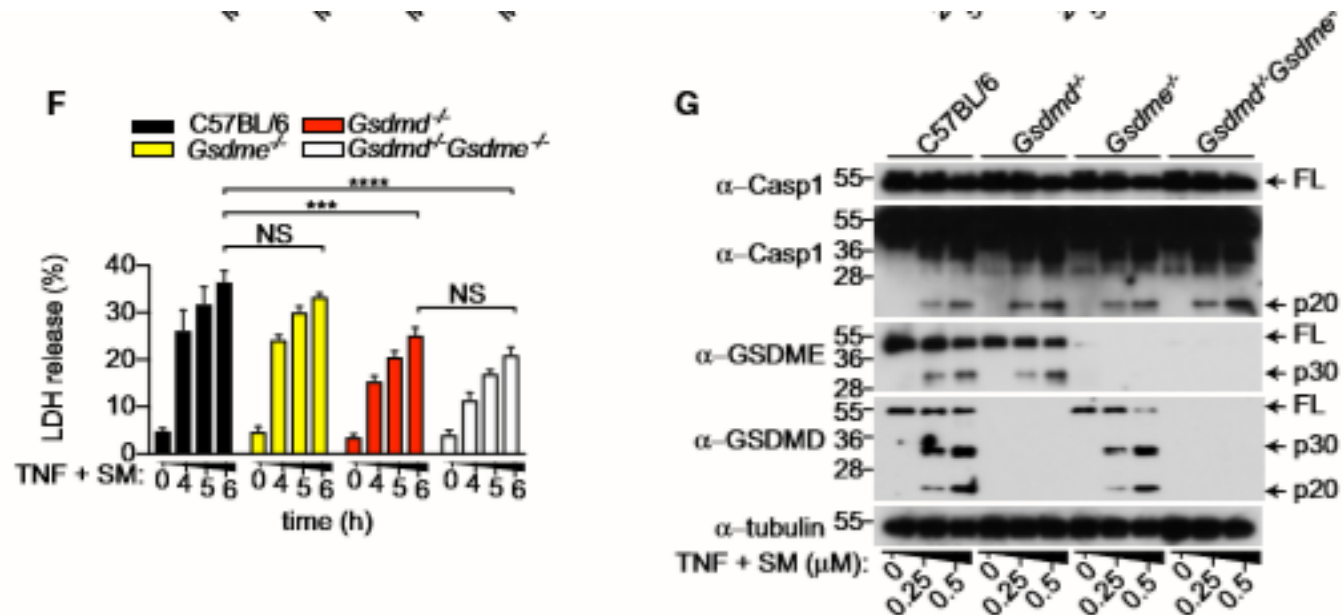 F
C57BL/6 Gsdmd-/-
Gsdme-/- Gsdmd-/-Gsdme-/-
****
***
NS
NS
LDH release (%)
40
30
20
10
0
TNF + SM: 0 4 5 6 0 4 5 6 0 4 5 6 0 4 5 6
time (h)
G
C57BL/6 Gsdmd-/- Gsdme-/- Gsdmd-/-Gsdme-/-
α–Casp1 55 ← FL
α–Casp1 55 36 28 ← p20
α–GSDME 55 36 28 ← FL ← p30
α–GSDMD 55 36 28 ← FL ← p30 ← p20
α–tubulin 55
TNF + SM (μM): 0 0.25 0.5 0 0.25 0.5 0 0.25 0.5 0 0.25 0.5